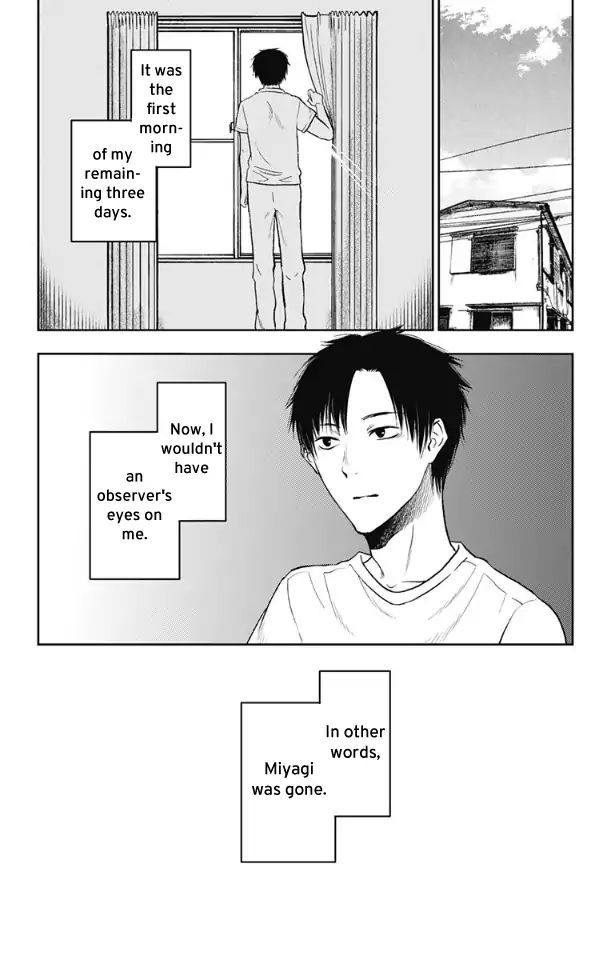 It was
the
first
morn-
ing
of my
remain-
ing three
days.
Now, I
wouldn't
have
an
observer's
eyes on
me.
In other
words,
Miyagi
was gone.